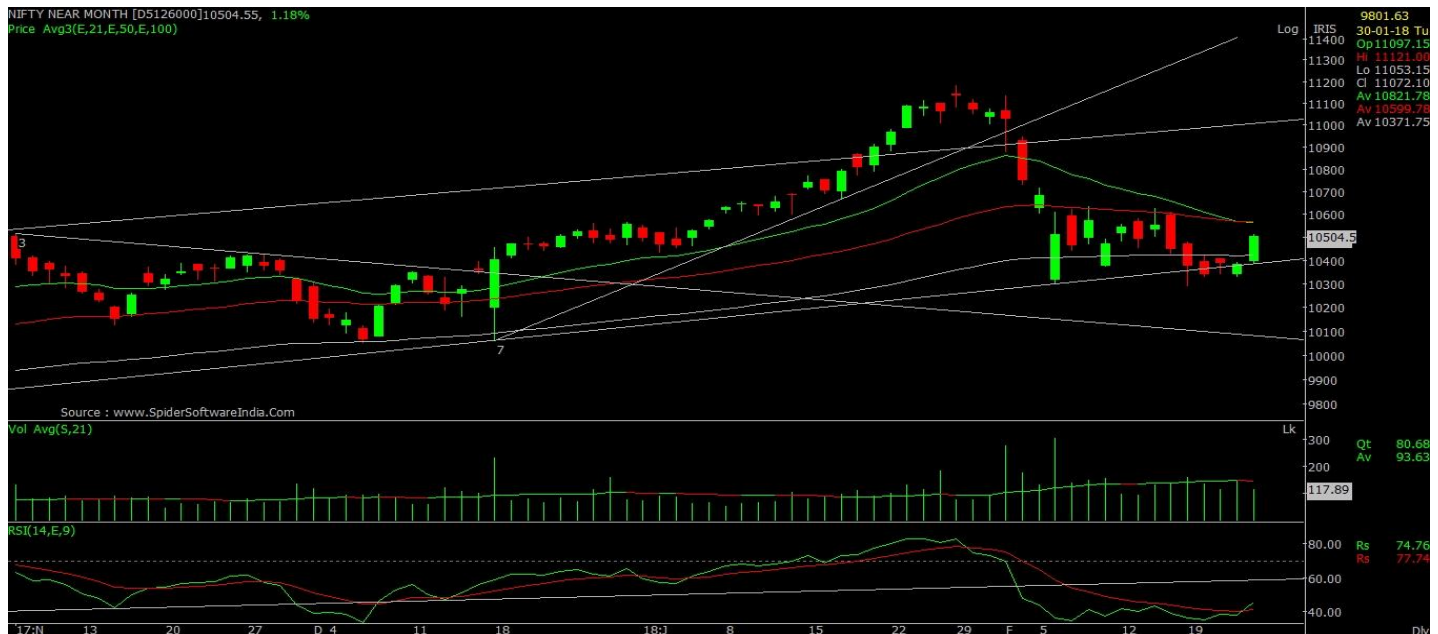 NIFTY NEAR MONTH [D5126000]10504.55, 1.18%
Price Avg3(E,21,E,50,E,100)
Log IRIS
9801.63
30-01-18 Tu
Op 11097.15
Hi 11121.00
Lo 11053.15
Cl 11072.10
Av 10821.78
Av 10599.78
Av 10371.75
11400
11300
11200
11100
11000
10900
10800
10700
10600
10504.5
10400
10300
10200
10100
10000
9900
9800
3
7
Source : www.SpiderSoftwareIndia.Com
Vol Avg(S,21)
Lk
300
200
117.89
Qt 80.68
Av 93.63
RSI(14,E,9)
80.00
60.00
40.00
Rs 74.76
Rs 77.74
17:N 13 20 27 D 4 11 18 18:J 8 15 22 29 F 5 12 19 Dly